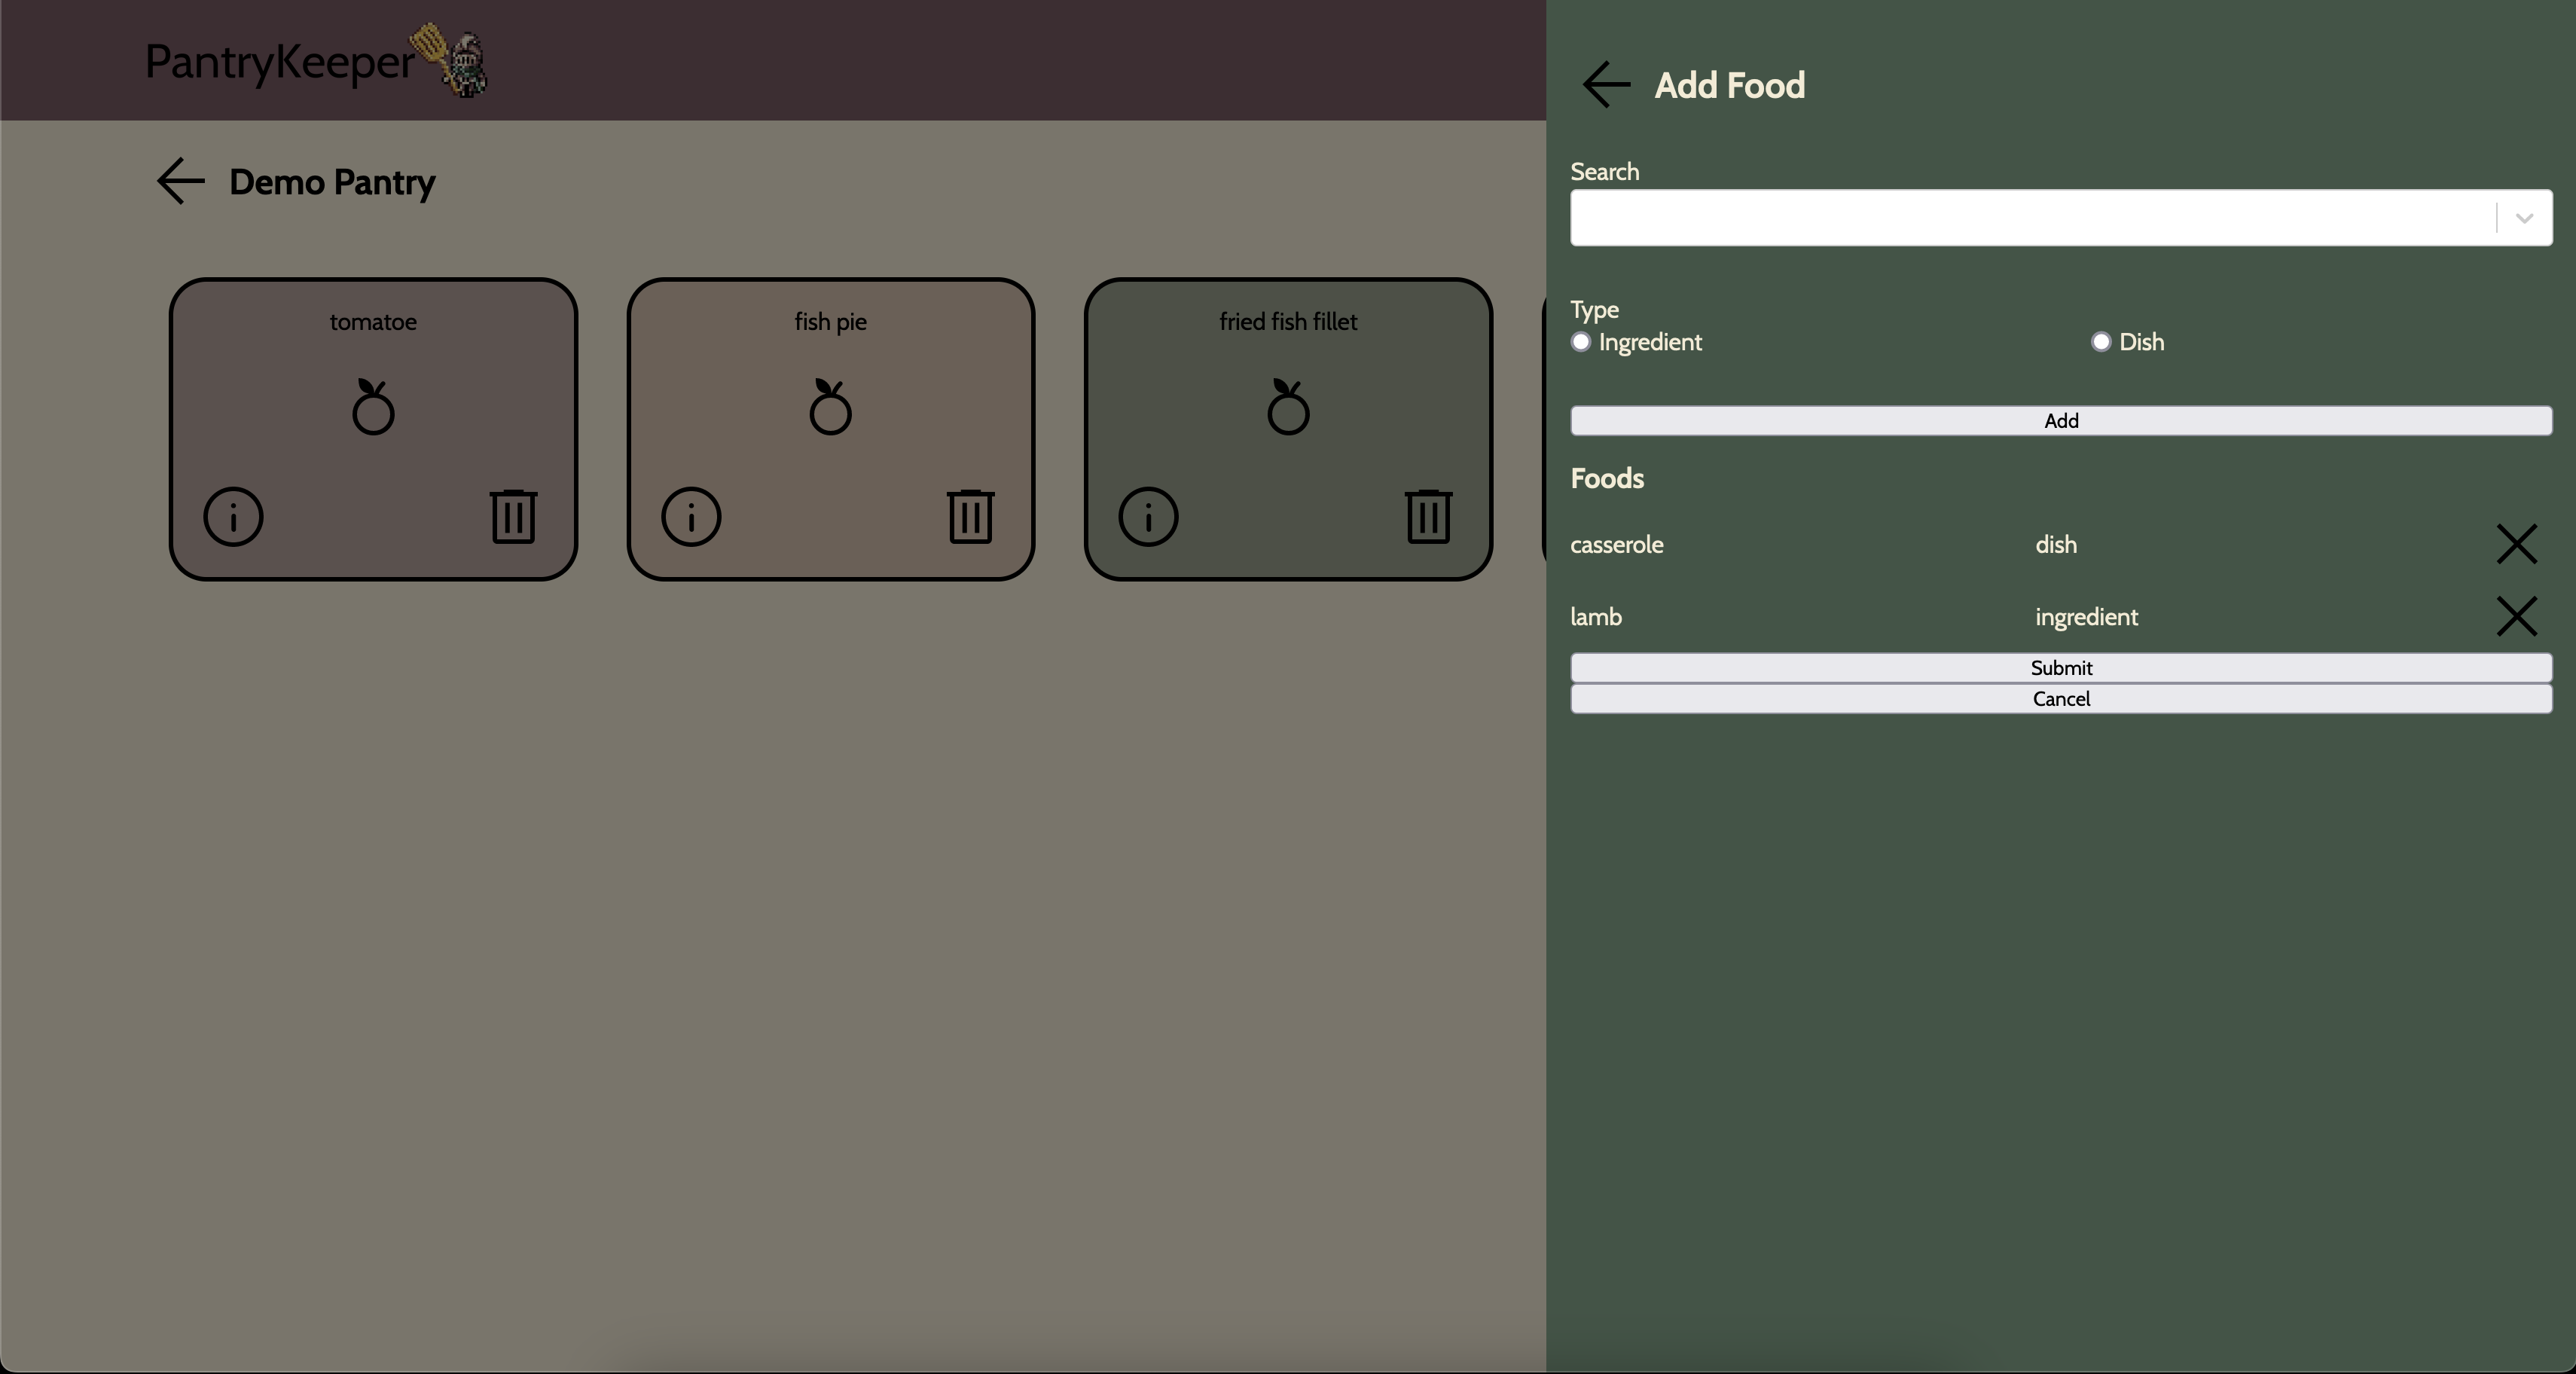 PantryKeeper
Demo Pantry
tomatoe
fish pie
fried fish fillet
Add Food
Search
Type
Ingredient
Dish
Add
Foods
casserole dish
lamb ingredient
Submit
Cancel